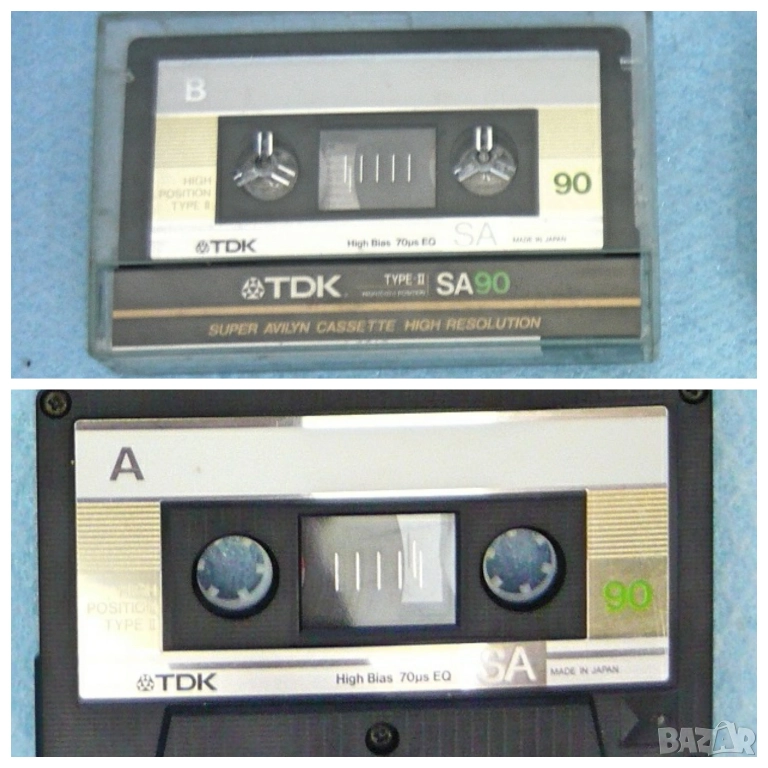 B
HIGH
POSITION
TYPE II
90
TDK
High Bias 70µs EQ
SA
MADE IN JAPAN
TDK
TYPE·II
SA90
SUPER AVILYN CASSETTE HIGH RESOLUTION
A
POSITION
TYPE II
90
TDK
High Bias 70µs EQ
SA
MADE IN JAPAN
BAZAR